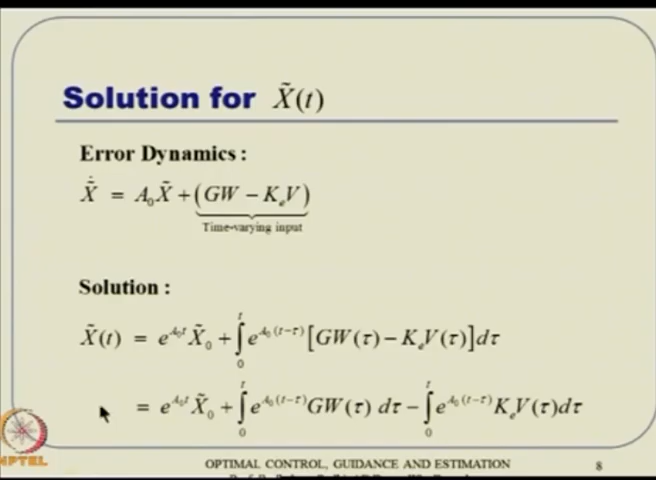 Solution for X̃(t)
Error Dynamics :
X̃̇ = A₀X̃ + (GW − KₑV)
Time-varying input
Solution :
X̃(t) = e^{A₀t} X̃₀ + ∫₀ᵗ e^{A₀(t−τ)} [GW(τ) − KₑV(τ)]dτ
= e^{A₀t} X̃₀ + ∫₀ᵗ e^{A₀(t−τ)} GW(τ) dτ − ∫₀ᵗ e^{A₀(t−τ)} KₑV(τ)dτ
NPTEL
OPTIMAL CONTROL, GUIDANCE AND ESTIMATION 8